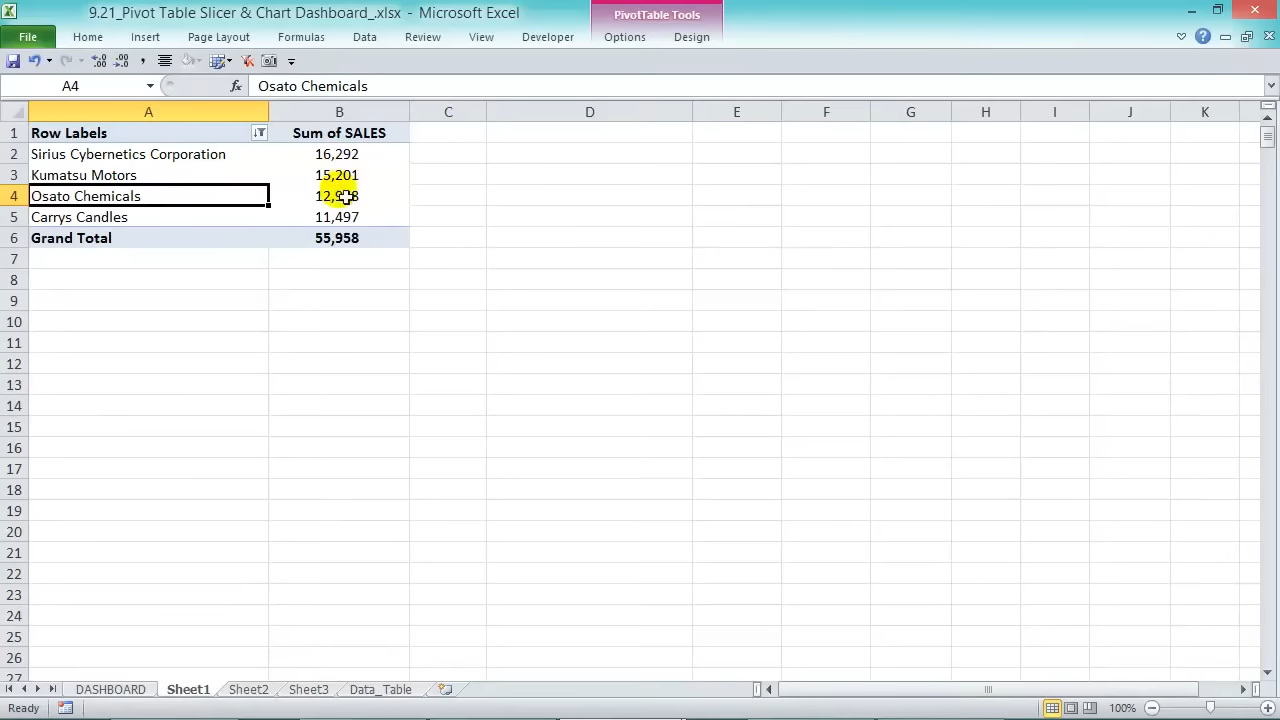 9.21_Pivot Table Slicer & Chart Dashboard_.xlsx - Microsoft Excel
PivotTable Tools
File Home Insert Page Layout Formulas Data Review View Developer Options Design
A4 fx Osato Chemicals
A B C D E F G H I J K
1 Row Labels Sum of SALES
2 Sirius Cybernetics Corporation 16,292
3 Kumatsu Motors 15,201
4 Osato Chemicals
5 Carrys Candles 11,497
6 Grand Total 55,958
7
8
9
10
11
12
13
14
15
16
17
18
19
20
21
22
23
24
25
26
27
DASHBOARD Sheet1 Sheet2 Sheet3 Data_Table
Ready 100%